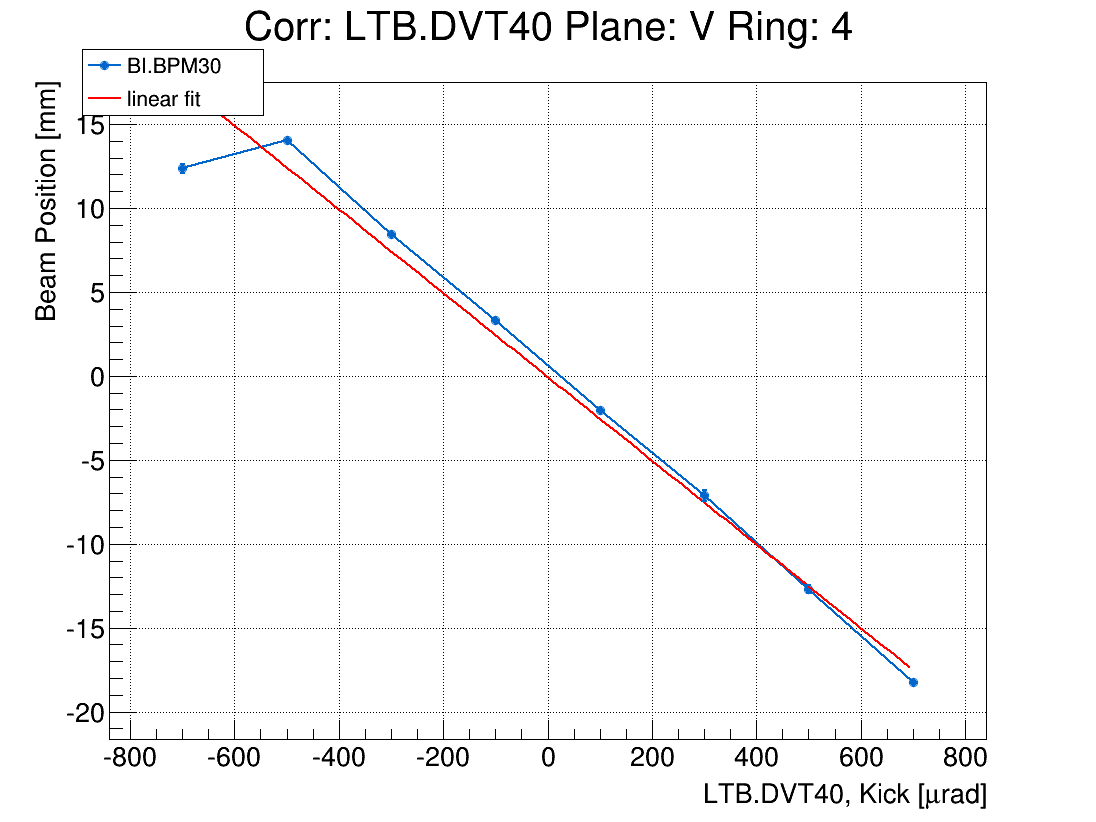 Corr: LTB.DVT40 Plane: V Ring: 4
BI.BPM30
linear fit
Beam Position [mm]
15
10
5
0
-5
-10
-15
-20
-800 -600 -400 -200 0 200 400 600 800
LTB.DVT40, Kick [μrad]